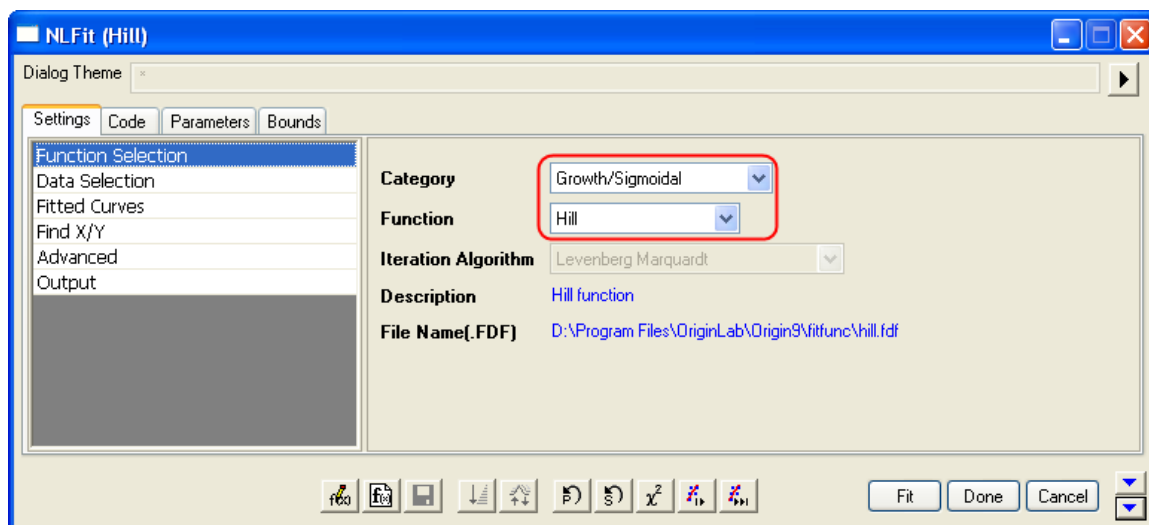 NLFit (Hill)
Dialog Theme *
Settings Code Parameters Bounds
Function Selection
Data Selection
Fitted Curves
Find X/Y
Advanced
Output
Category Growth/Sigmoidal
Function Hill
Iteration Algorithm Levenberg Marquardt
Description Hill function
File Name(.FDF) D:\Program Files\OriginLab\Origin9\fitfunc\hill.fdf
P S χ² Fit Done Cancel